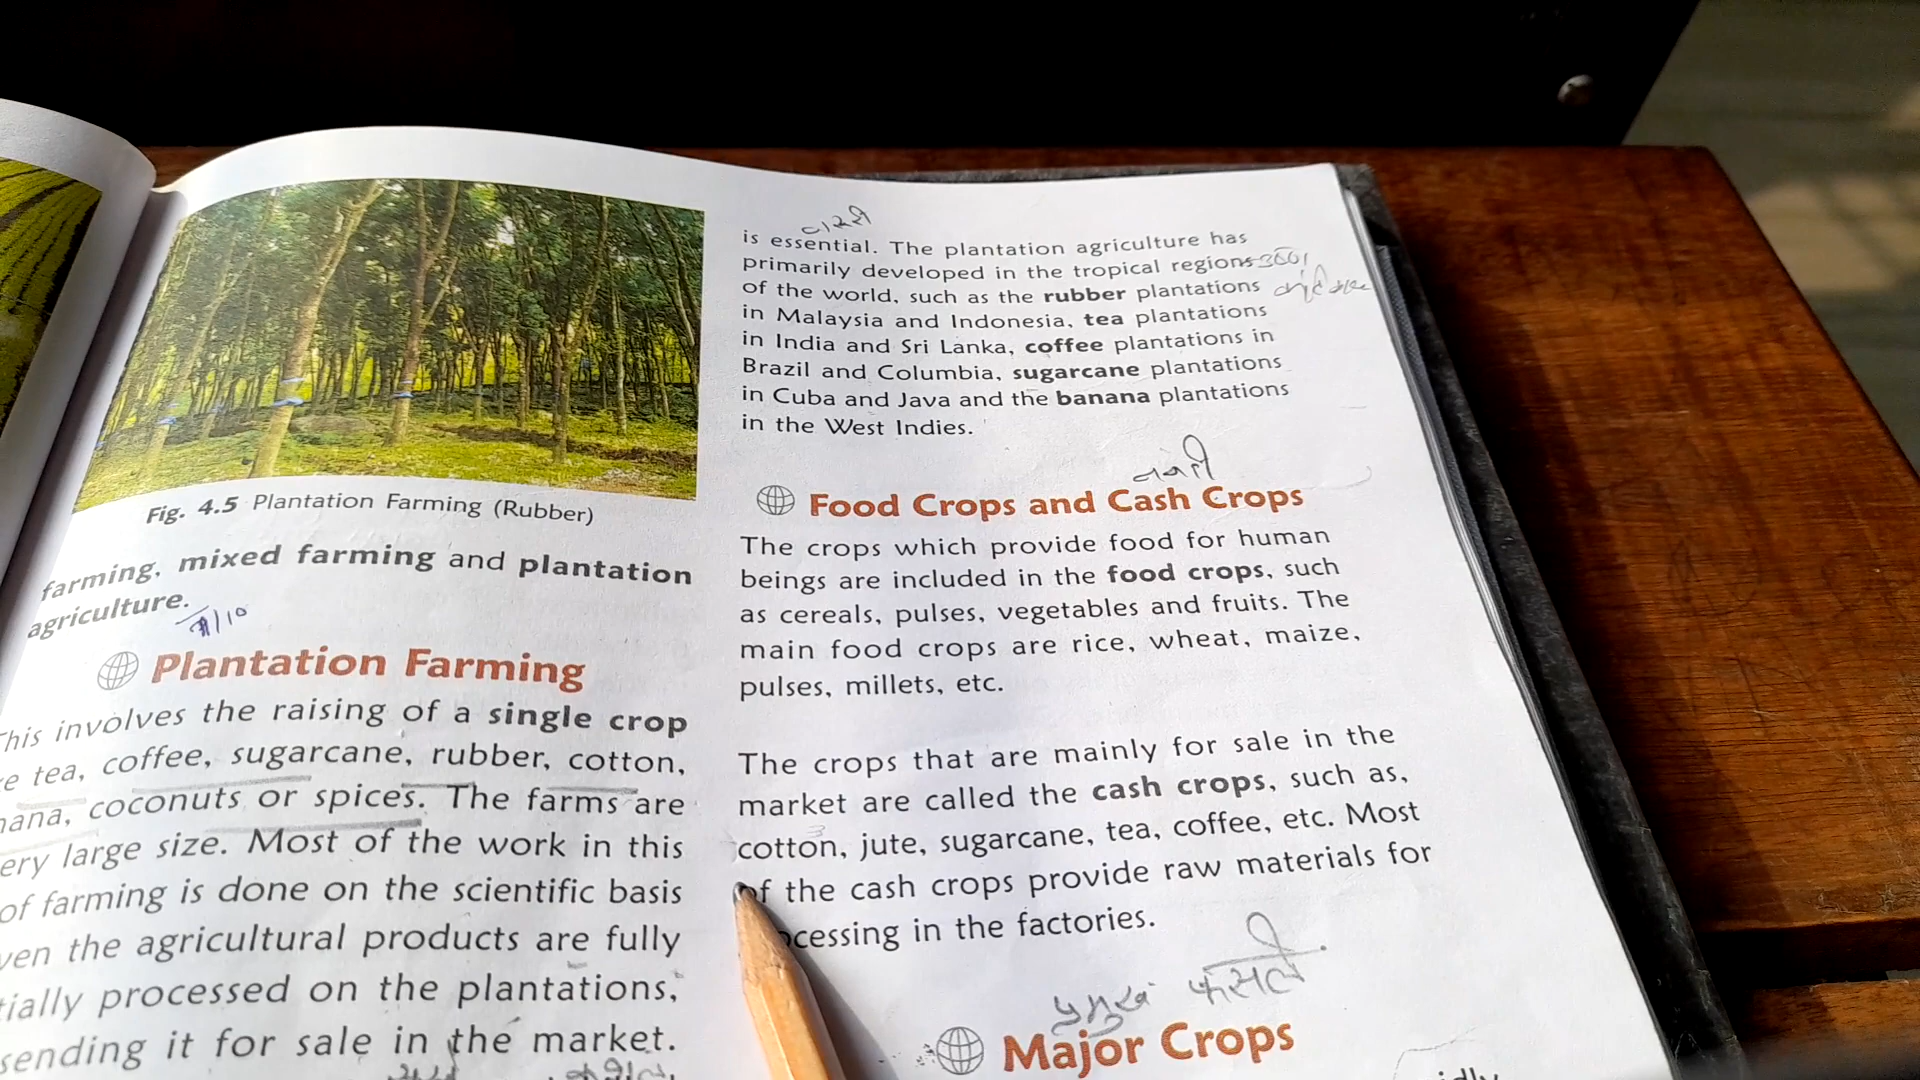 Fig. 4.5 Plantation Farming (Rubber)
farming, mixed farming and plantation
agriculture.
Plantation Farming
This involves the raising of a single crop
tea, coffee, sugarcane, rubber, cotton,
coconuts or spices. The farms are
large size. Most of the work in this
of farming is done on the scientific basis
the agricultural products are fully
processed on the plantations,
sending it for sale in the market.
is essential. The plantation agriculture has
primarily developed in the tropical regions
of the world, such as the rubber plantations
in Malaysia and Indonesia, tea plantations
in India and Sri Lanka, coffee plantations in
Brazil and Columbia, sugarcane plantations
in Cuba and Java and the banana plantations
in the West Indies.
Food Crops and Cash Crops
The crops which provide food for human
beings are included in the food crops, such
as cereals, pulses, vegetables and fruits. The
main food crops are rice, wheat, maize,
pulses, millets, etc.
The crops that are mainly for sale in the
market are called the cash crops, such as,
cotton, jute, sugarcane, tea, coffee, etc. Most
of the cash crops provide raw materials for
in the factories.
प्रमुख फसलें
Major Crops